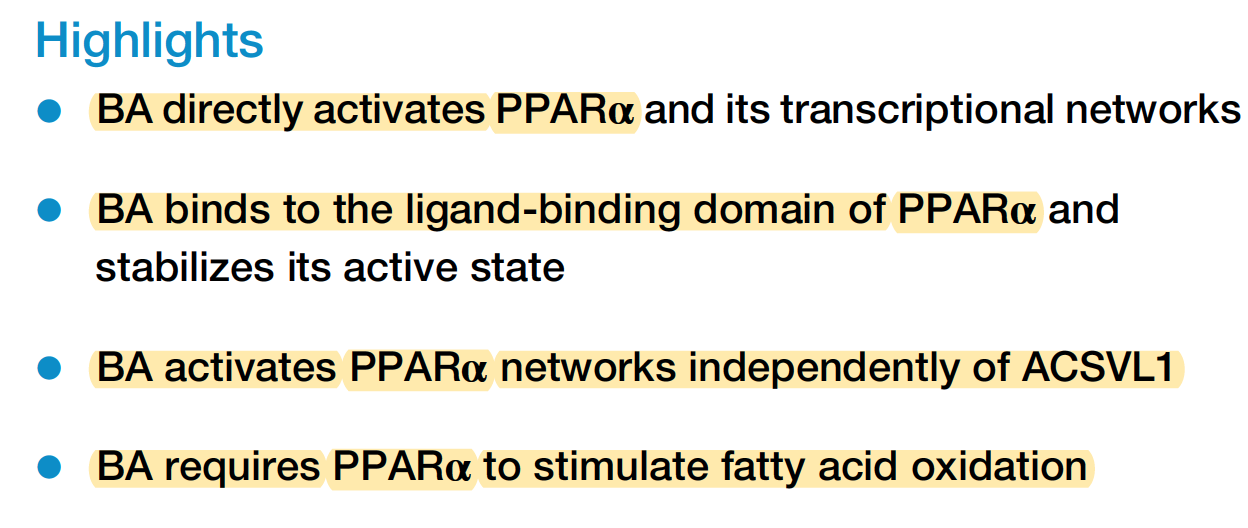 Highlights
BA directly activates PPARα and its transcriptional networks
BA binds to the ligand-binding domain of PPARα and
stabilizes its active state
BA activates PPARα networks independently of ACSVL1
BA requires PPARα to stimulate fatty acid oxidation